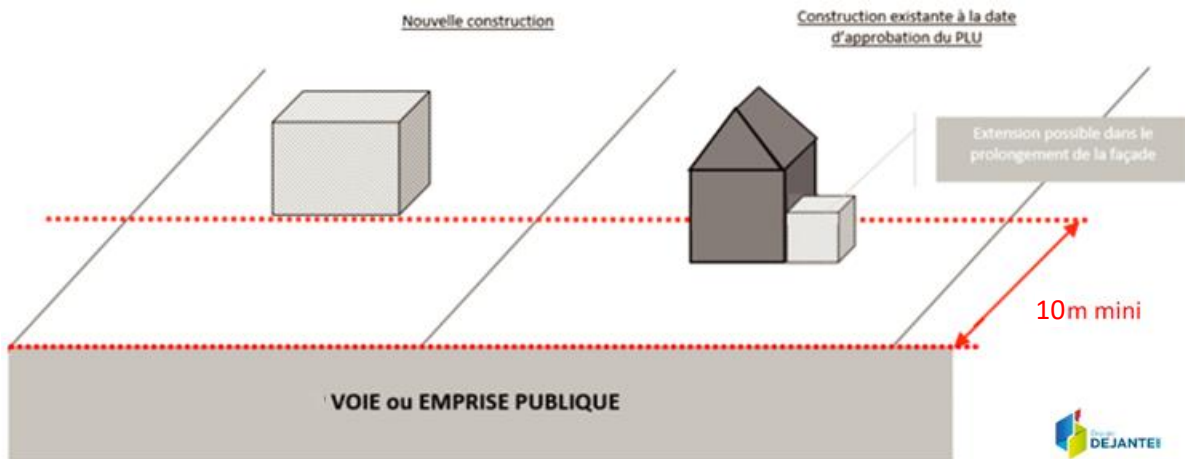 Nouvelle construction
Construction existante à la date
d'approbation du PLU
Extension possible dans le
prolongement de la façade
10m mini
VOIE ou EMPRISE PUBLIQUE
DEJANTE